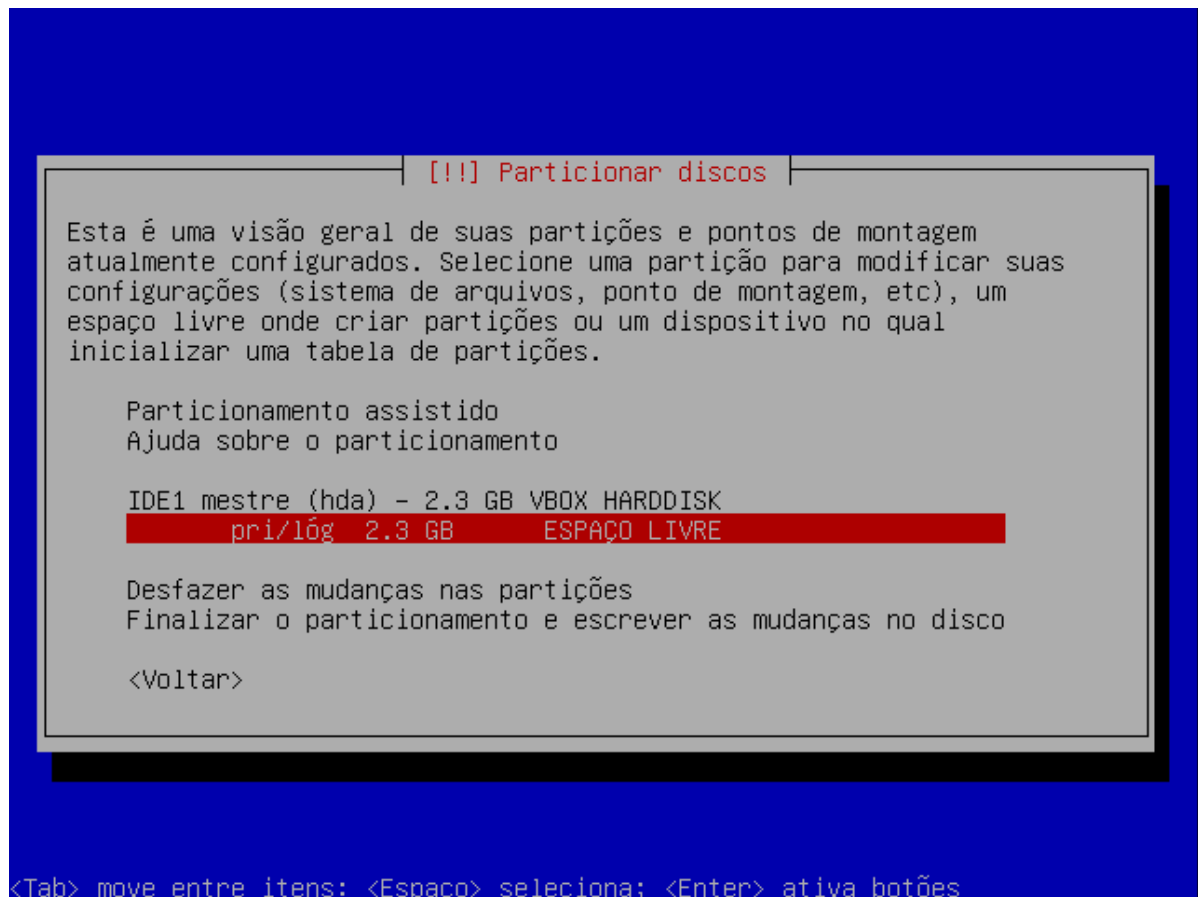 [!!] Particionar discos
Esta é uma visão geral de suas partições e pontos de montagem
atualmente configurados. Selecione uma partição para modificar suas
configurações (sistema de arquivos, ponto de montagem, etc), um
espaço livre onde criar partições ou um dispositivo no qual
inicializar uma tabela de partições.
Particionamento assistido
Ajuda sobre o particionamento
IDE1 mestre (hda) – 2.3 GB VBOX HARDDISK
pri/lóg 2.3 GB ESPAÇO LIVRE
Desfazer as mudanças nas partições
Finalizar o particionamento e escrever as mudanças no disco
<Voltar>
<Tab> move entre itens; <Espaço> seleciona; <Enter> ativa botões